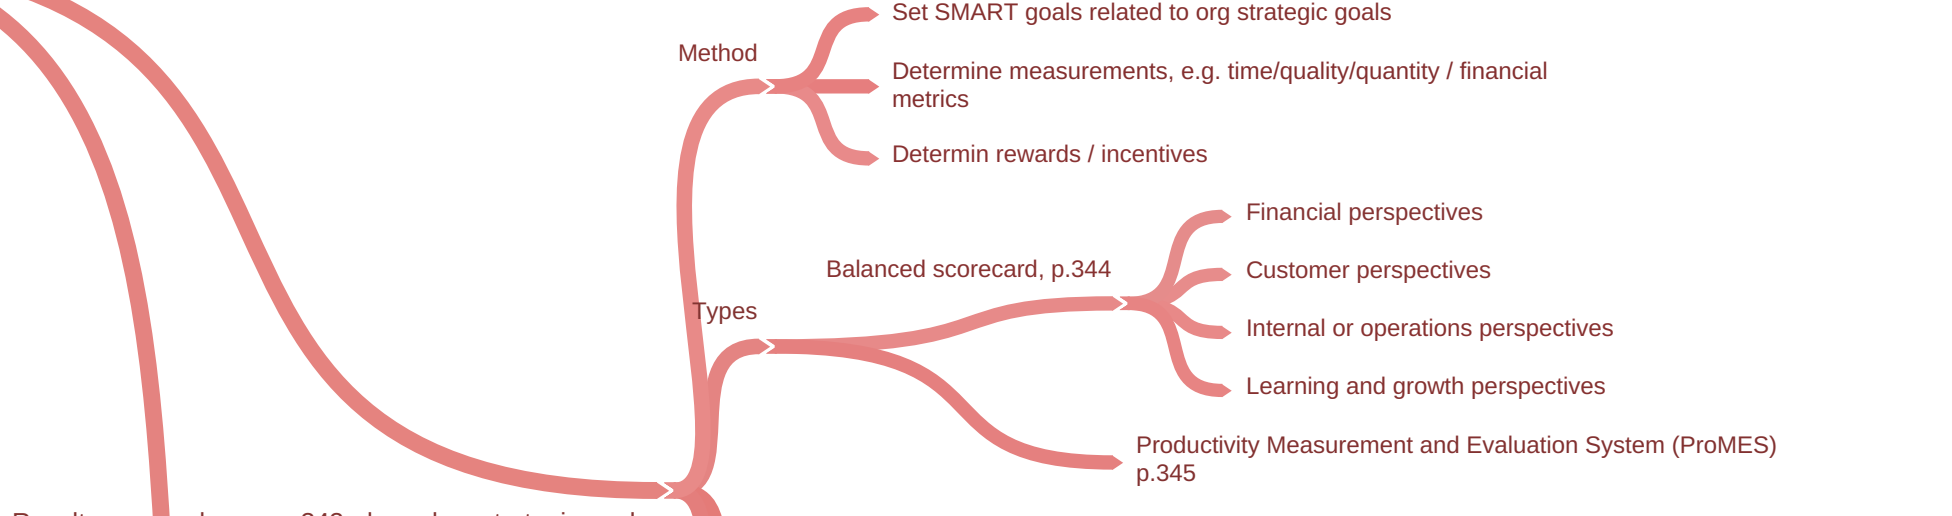 Set SMART goals related to org strategic goals
Method
Determine measurements, e.g. time/quality/quantity / financial
metrics
Determin rewards / incentives
Financial perspectives
Balanced scorecard, p.344
Customer perspectives
Types
Internal or operations perspectives
Learning and growth perspectives
Productivity Measurement and Evaluation System (ProMES)
p.345